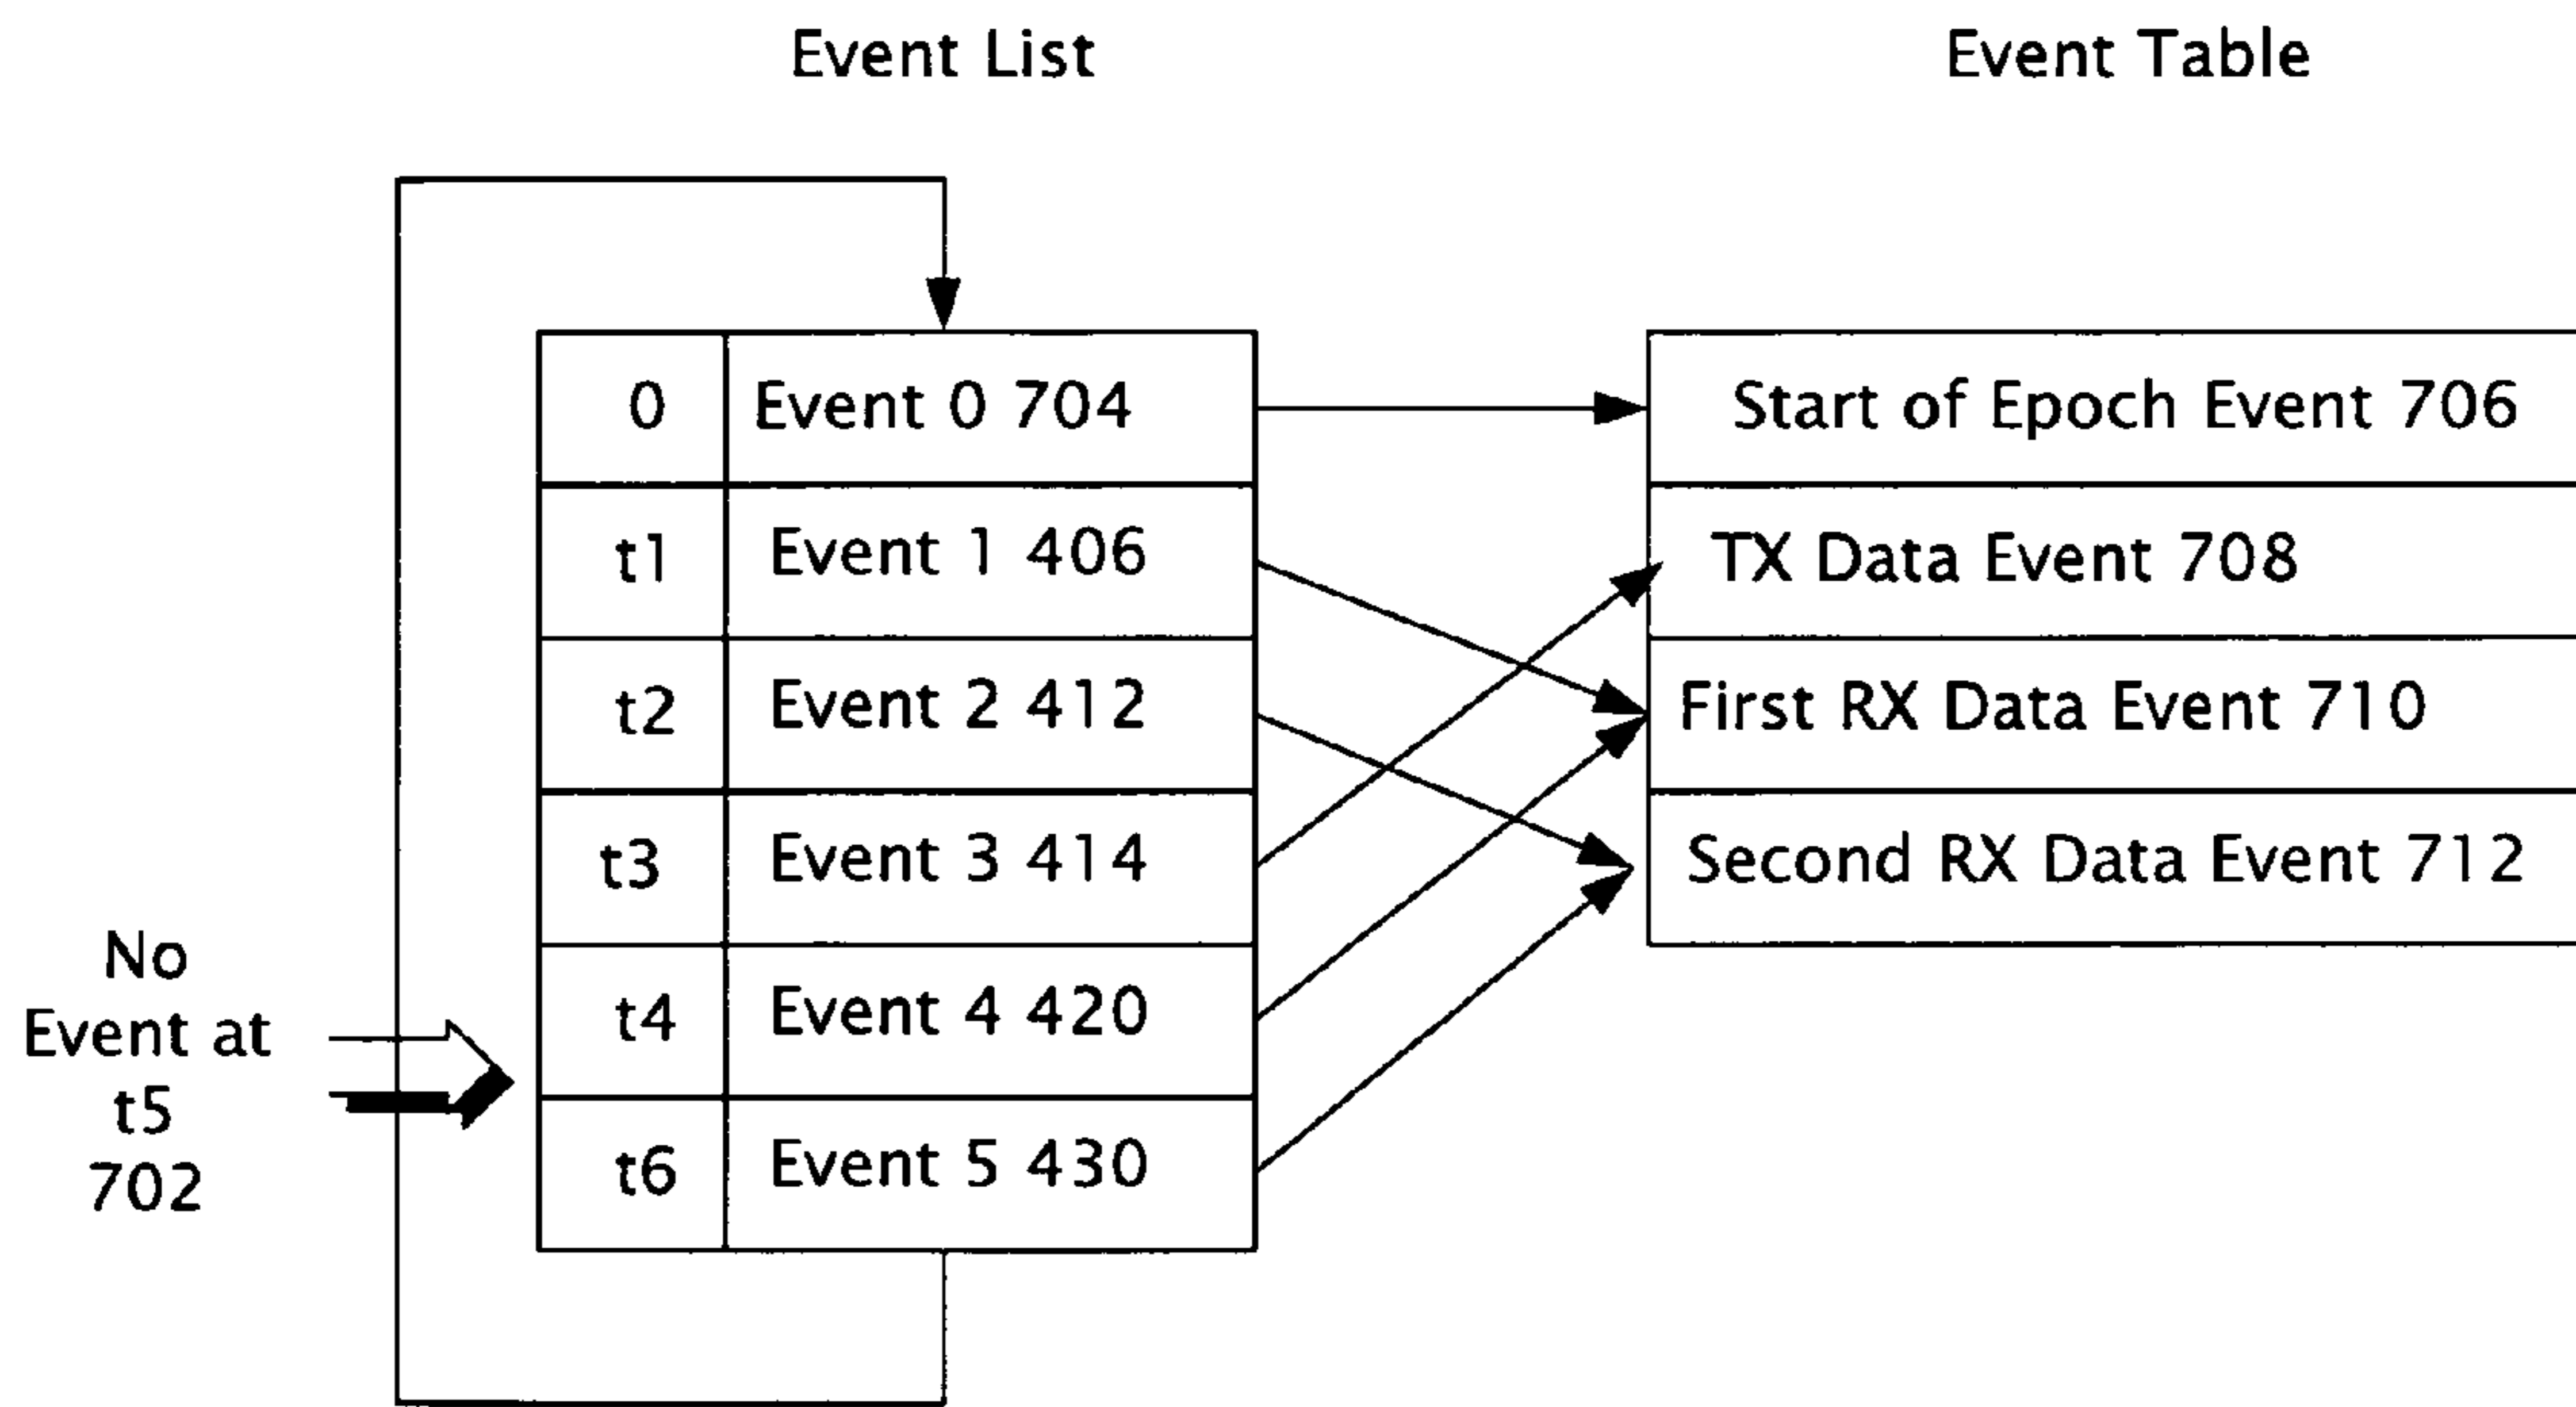 Event List
Event Table
0
Event 0 704
Start of Epoch Event 706
t1
Event 1 406
TX Data Event 708
t2
Event 2 412
First RX Data Event 710
t3
Event 3 414
Second RX Data Event 712
t4
Event 4 420
t6
Event 5 430
No
Event at
t5
702